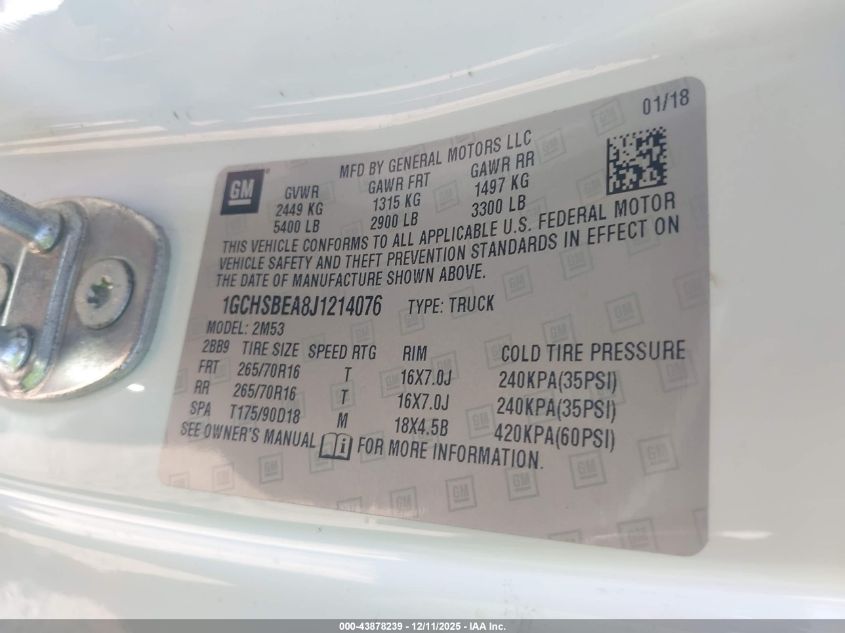 01/18
MFD BY GENERAL MOTORS LLC
GM
GVWR GAWR FRT GAWR RR
2449 KG 1315 KG 1497 KG
5400 LB 2900 LB 3300 LB
THIS VEHICLE CONFORMS TO ALL APPLICABLE U.S. FEDERAL MOTOR
VEHICLE SAFETY AND THEFT PREVENTION STANDARDS IN EFFECT ON
THE DATE OF MANUFACTURE SHOWN ABOVE.
1GCHSBEA8J1214076 TYPE: TRUCK
MODEL: 2M53
2BB9 TIRE SIZE SPEED RTG RIM COLD TIRE PRESSURE
FRT 265/70R16 T 16X7.0J 240KPA(35PSI)
RR 265/70R16 T 16X7.0J 240KPA(35PSI)
SPA T175/90D18 M 18X4.5B 420KPA(60PSI)
SEE OWNER'S MANUAL FOR MORE INFORMATION.
000-43878239 - 12/11/2025 - IAA Inc.